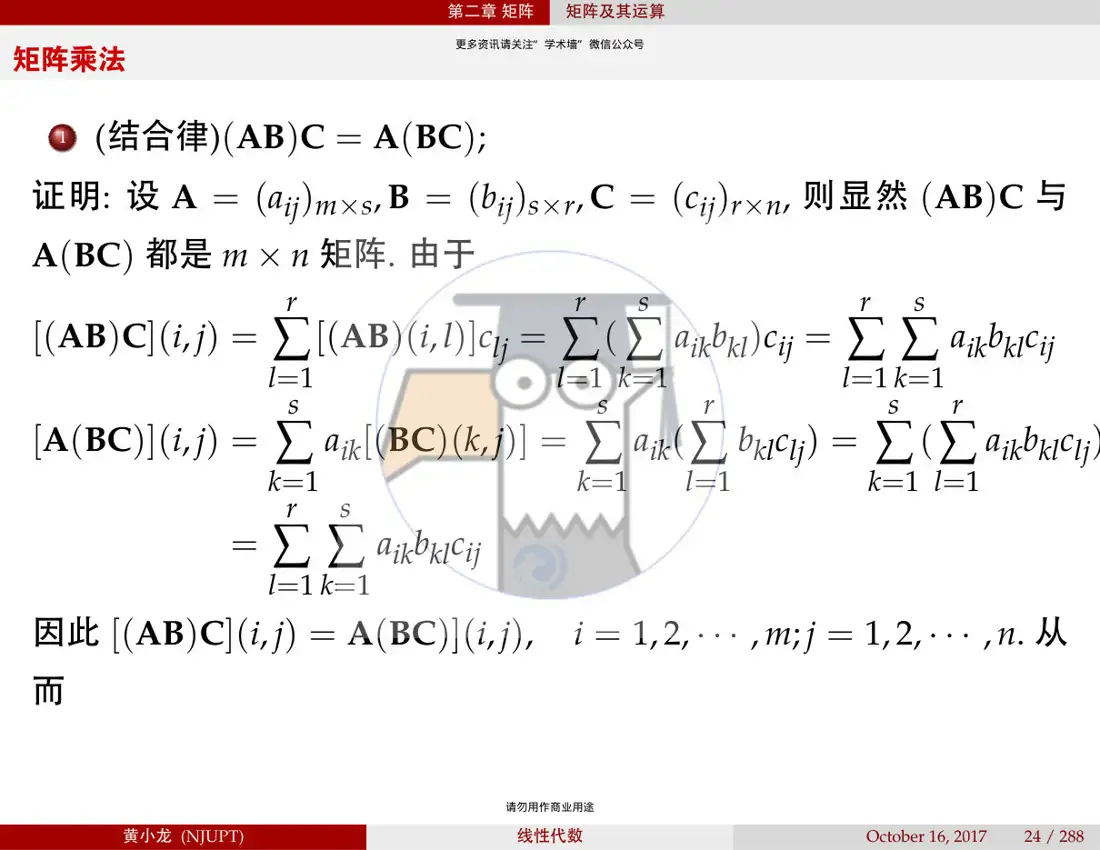 第二章 矩阵 矩阵及其运算
更多资讯请关注“学术墙”微信公众号
矩阵乘法
1 (结合律)(AB)C = A(BC);
证明: 设 A = (a_{ij})_{m×s}, B = (b_{ij})_{s×r}, C = (c_{ij})_{r×n}, 则显然 (AB)C 与
A(BC) 都是 m × n 矩阵. 由于
[(AB)C](i, j) = \sum_{l=1}^{r} [(AB)(i, l)]c_{lj} = \sum_{l=1}^{r} ( \sum_{k=1}^{s} a_{ik}b_{kl})c_{ij} = \sum_{l=1}^{r} \sum_{k=1}^{s} a_{ik}b_{kl}c_{ij}
[A(BC)](i, j) = \sum_{k=1}^{s} a_{ik}[(BC)(k, j)] = \sum_{k=1}^{s} a_{ik}( \sum_{l=1}^{r} b_{kl}c_{lj}) = \sum_{k=1}^{s} ( \sum_{l=1}^{r} a_{ik}b_{kl}c_{lj})
= \sum_{l=1}^{r} \sum_{k=1}^{s} a_{ik}b_{kl}c_{ij}
因此 [(AB)C](i, j) = A(BC)](i, j), i = 1, 2, ⋯ , m; j = 1, 2, ⋯ , n. 从
而
请勿用作商业用途
黄小龙 (NJUPT) 线性代数 October 16, 2017 24 / 288